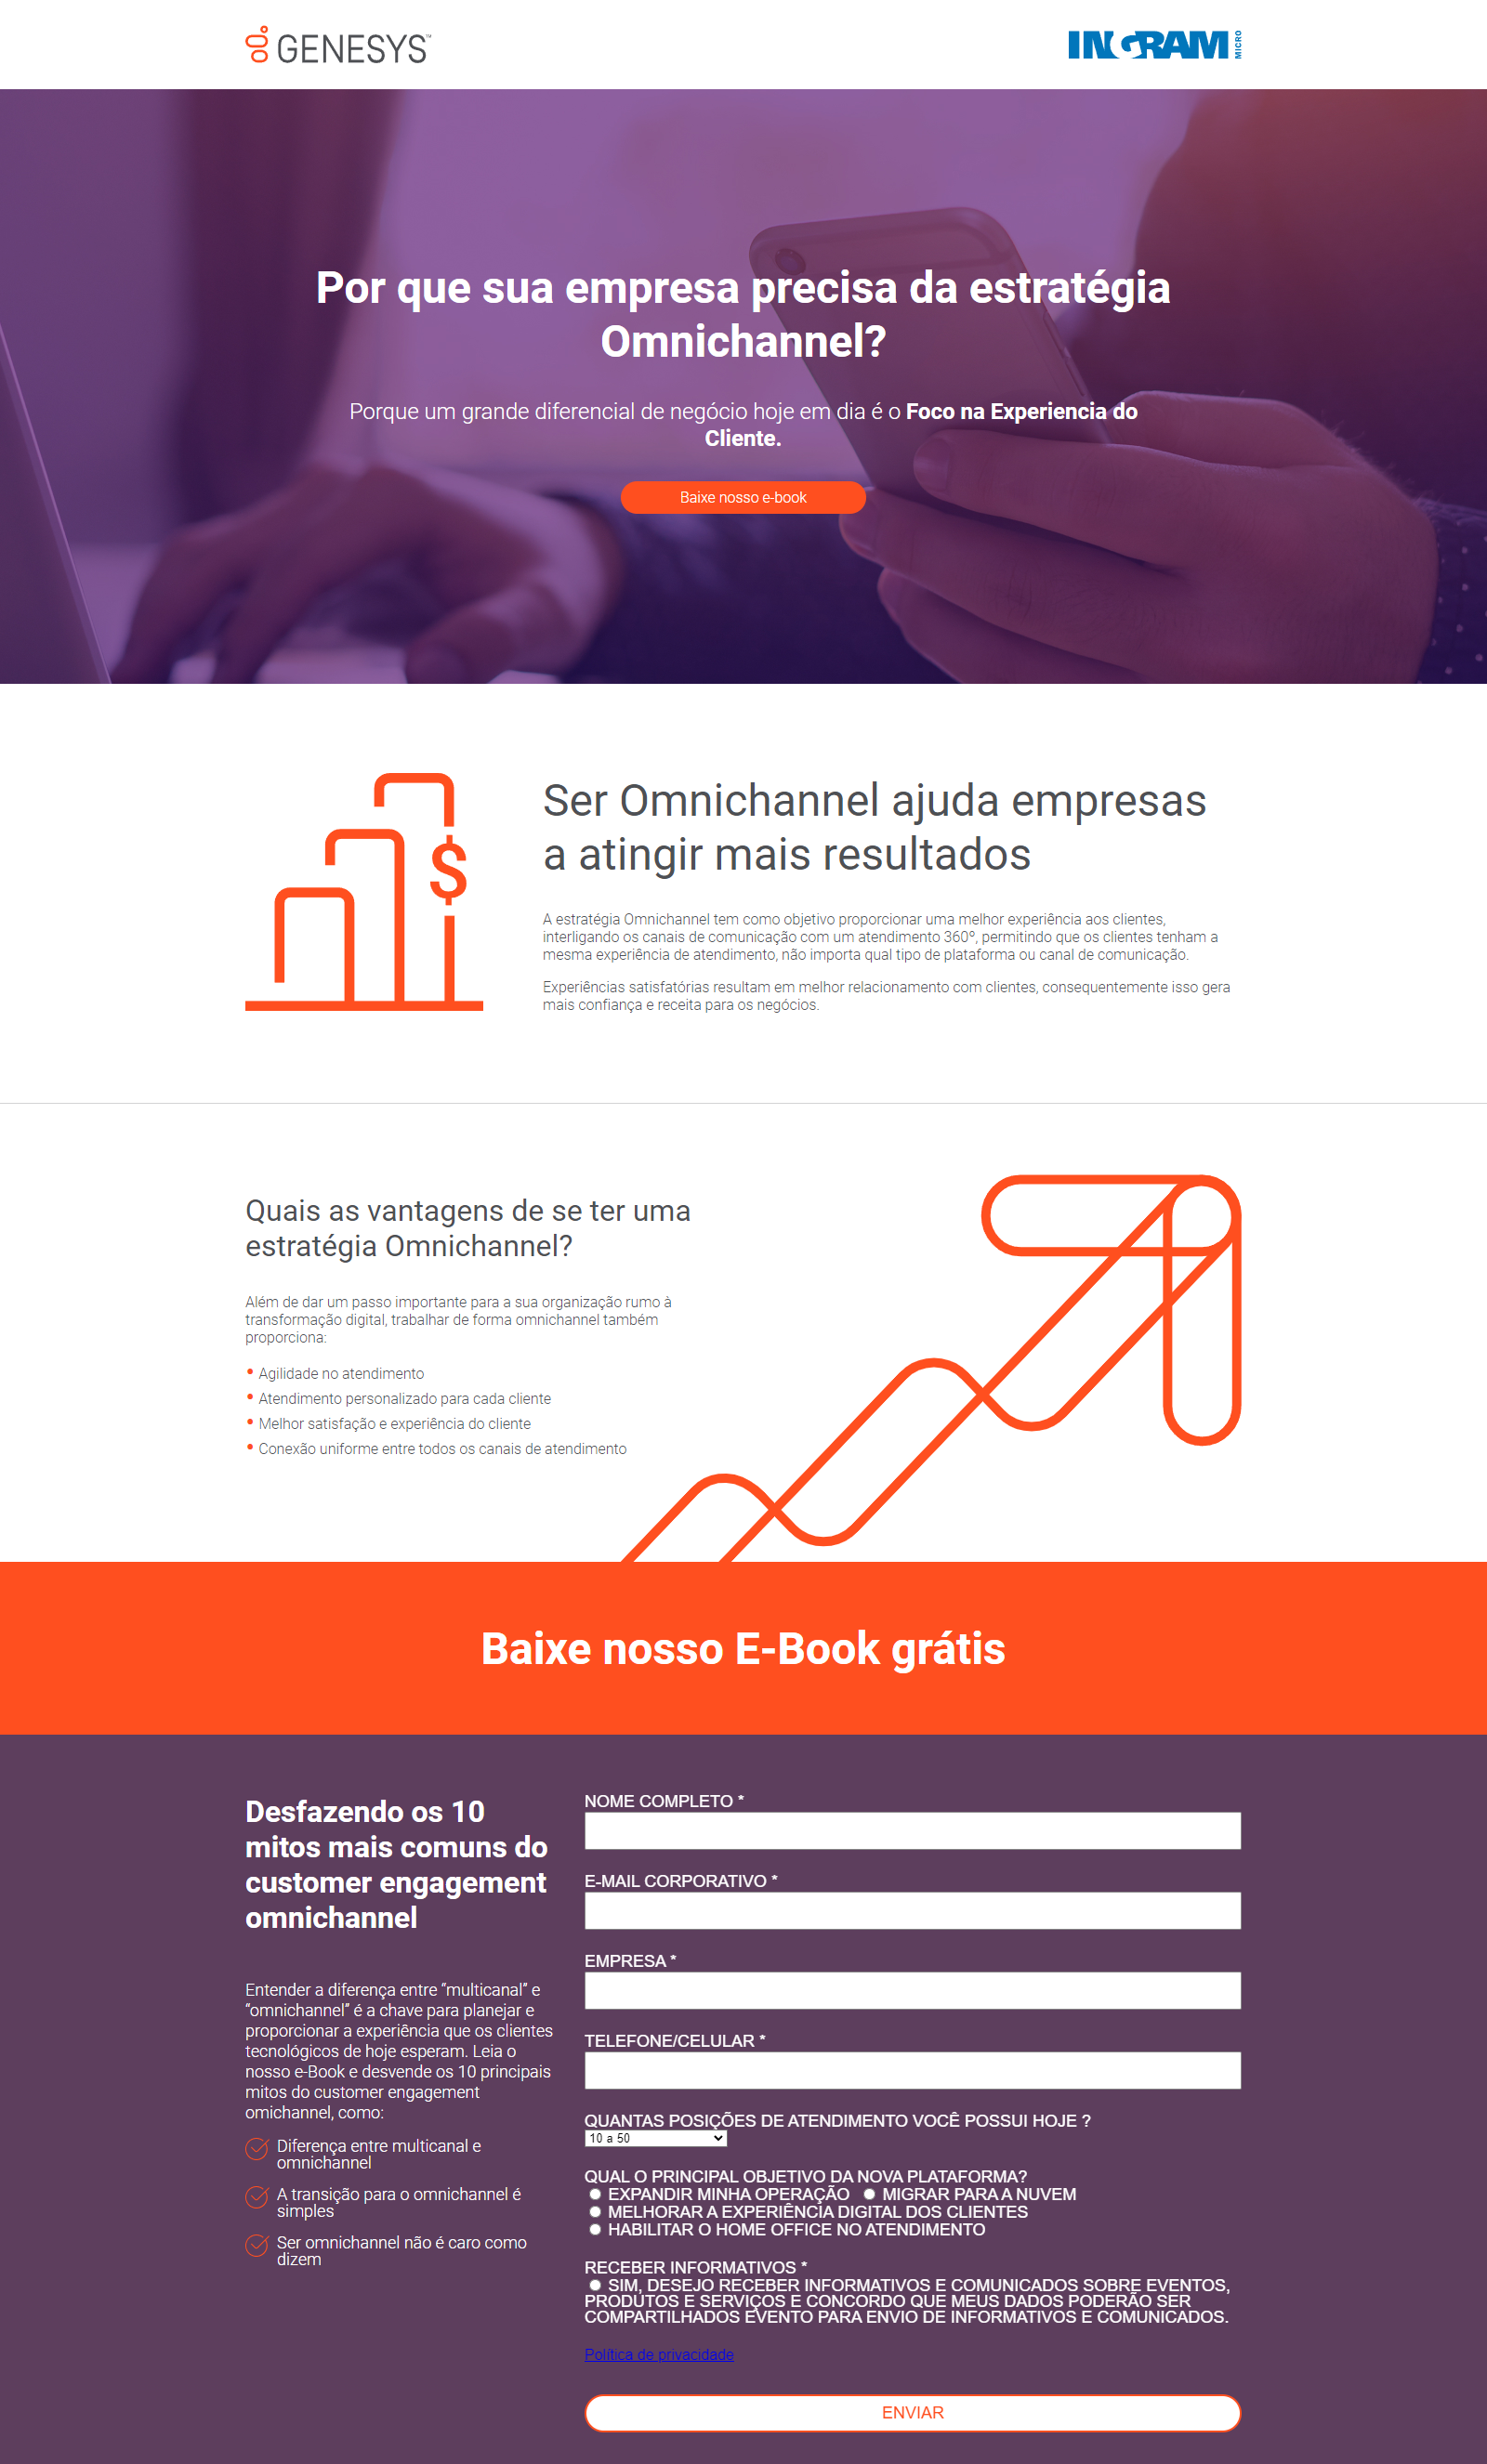 GENESYS™
INGRAM MICRO
Por que sua empresa precisa da estratégia
Omnichannel?
Porque um grande diferencial de negócio hoje em dia é o Foco na Experiencia do
Cliente.
Baixe nosso e-book
Ser Omnichannel ajuda empresas
a atingir mais resultados
$
A estratégia Omnichannel tem como objetivo proporcionar uma melhor experiência aos clientes,
interligando os canais de comunicação com um atendimento 360º, permitindo que os clientes tenham a
mesma experiência de atendimento, não importa qual tipo de plataforma ou canal de comunicação.
Experiências satisfatórias resultam em melhor relacionamento com clientes, consequentemente isso gera
mais confiança e receita para os negócios.
Quais as vantagens de se ter uma
estratégia Omnichannel?
Além de dar um passo importante para a sua organização rumo à
transformação digital, trabalhar de forma omnichannel também
proporciona:
• Agilidade no atendimento
• Atendimento personalizado para cada cliente
• Melhor satisfação e experiência do cliente
• Conexão uniforme entre todos os canais de atendimento
Baixe nosso E-Book grátis
Desfazendo os 10
mitos mais comuns do
customer engagement
omnichannel
Entender a diferença entre “multicanal” e
“omnichannel” é a chave para planejar e
proporcionar a experiência que os clientes
tecnológicos de hoje esperam. Leia o
nosso e-Book e desvende os 10 principais
mitos do customer engagement
omichannel, como:
Diferença entre multicanal e
omnichannel
A transição para o omnichannel é
simples
Ser omnichannel não é caro como
dizem
NOME COMPLETO *
E-MAIL CORPORATIVO *
EMPRESA *
TELEFONE/CELULAR *
QUANTAS POSIÇÕES DE ATENDIMENTO VOCÊ POSSUI HOJE ?
10 a 50
QUAL O PRINCIPAL OBJETIVO DA NOVA PLATAFORMA?
EXPANDIR MINHA OPERAÇÃO MIGRAR PARA A NUVEM
MELHORAR A EXPERIÊNCIA DIGITAL DOS CLIENTES
HABILITAR O HOME OFFICE NO ATENDIMENTO
RECEBER INFORMATIVOS *
SIM, DESEJO RECEBER INFORMATIVOS E COMUNICADOS SOBRE EVENTOS,
PRODUTOS E SERVIÇOS E CONCORDO QUE MEUS DADOS PODERÃO SER
COMPARTILHADOS EVENTO PARA ENVIO DE INFORMATIVOS E COMUNICADOS.
Política de privacidade
ENVIAR